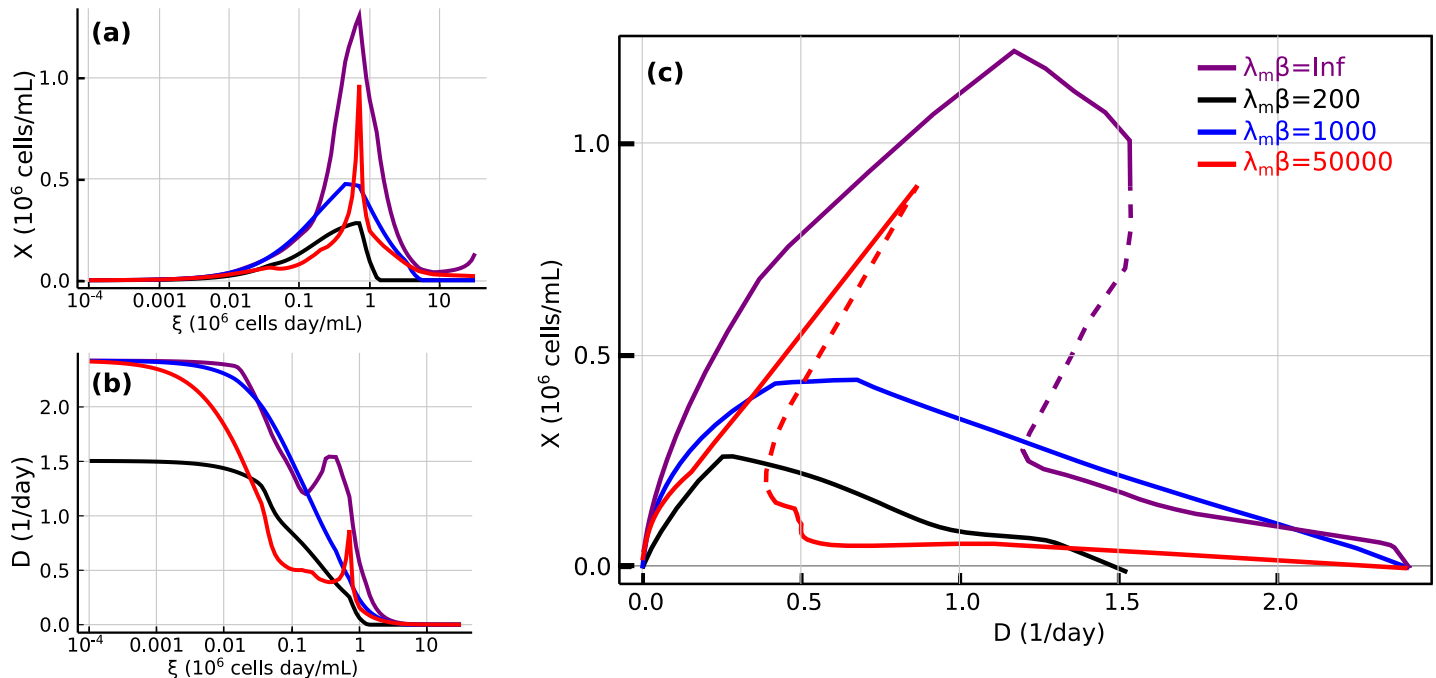 (a)
X (10⁶ cells/mL)
1.0
0.5
0.0
10⁻⁴ 0.001 0.01 0.1 1 10
ξ (10⁶ cells day/mL)
(b)
D (1/day)
2.0
1.5
1.0
0.5
0.0
10⁻⁴ 0.001 0.01 0.1 1 10
ξ (10⁶ cells day/mL)
(c)
λₘβ=Inf
λₘβ=200
λₘβ=1000
λₘβ=50000
X (10⁶ cells/mL)
1.0
0.5
0.0
0.0 0.5 1.0 1.5 2.0
D (1/day)